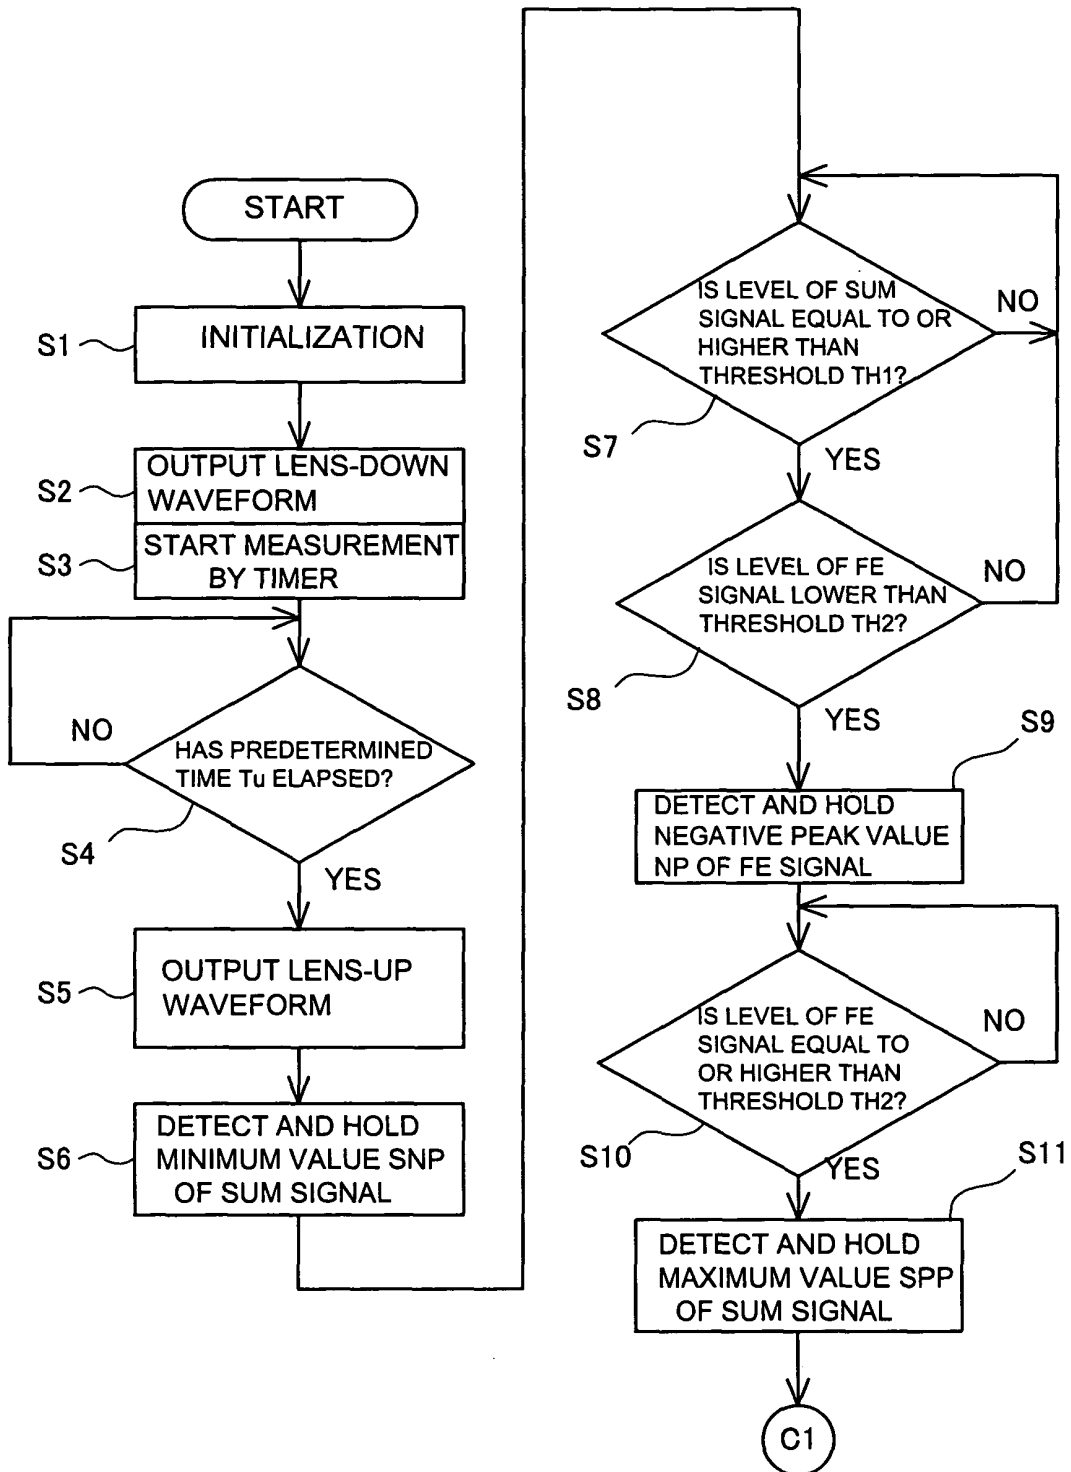 START
S1
INITIALIZATION
S2
OUTPUT LENS-DOWN
WAVEFORM
S3
START MEASUREMENT
BY TIMER
NO
HAS PREDETERMINED
TIME Tu ELAPSED?
S4
YES
S5
OUTPUT LENS-UP
WAVEFORM
S6
DETECT AND HOLD
MINIMUM VALUE SNP
OF SUM SIGNAL
IS LEVEL OF SUM
SIGNAL EQUAL TO OR
HIGHER THAN
THRESHOLD TH1?
NO
S7
YES
IS LEVEL OF FE
SIGNAL LOWER THAN
THRESHOLD TH2?
NO
S8
YES
S9
DETECT AND HOLD
NEGATIVE PEAK VALUE
NP OF FE SIGNAL
IS LEVEL OF FE
SIGNAL EQUAL TO
OR HIGHER THAN
THRESHOLD TH2?
NO
S10
YES
S11
DETECT AND HOLD
MAXIMUM VALUE SPP
OF SUM SIGNAL
C1